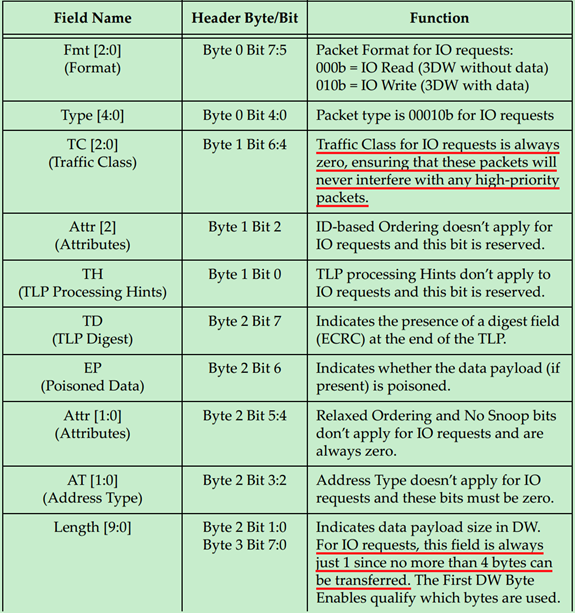 Field Name Header Byte/Bit Function
Fmt [2:0] Byte 0 Bit 7:5 Packet Format for IO requests:
(Format) 000b = IO Read (3DW without data)
010b = IO Write (3DW with data)
Type [4:0] Byte 0 Bit 4:0 Packet type is 00010b for IO requests
TC [2:0] Byte 1 Bit 6:4 Traffic Class for IO requests is always
(Traffic Class) zero, ensuring that these packets will
never interfere with any high-priority
packets.
Attr [2] Byte 1 Bit 2 ID-based Ordering doesn't apply for
(Attributes) IO requests and this bit is reserved.
TH Byte 1 Bit 0 TLP processing Hints don't apply to
(TLP Processing Hints) IO requests and this bit is reserved.
TD Byte 2 Bit 7 Indicates the presence of a digest field
(TLP Digest) (ECRC) at the end of the TLP.
EP Byte 2 Bit 6 Indicates whether the data payload (if
(Poisoned Data) present) is poisoned.
Attr [1:0] Byte 2 Bit 5:4 Relaxed Ordering and No Snoop bits
(Attributes) don't apply for IO requests and are
always zero.
AT [1:0] Byte 2 Bit 3:2 Address Type doesn't apply for IO
(Address Type) requests and these bits must be zero.
Length [9:0] Byte 2 Bit 1:0 Indicates data payload size in DW.
Byte 3 Bit 7:0 For IO requests, this field is always
just 1 since no more than 4 bytes can
be transferred. The First DW Byte
Enables qualify which bytes are used.